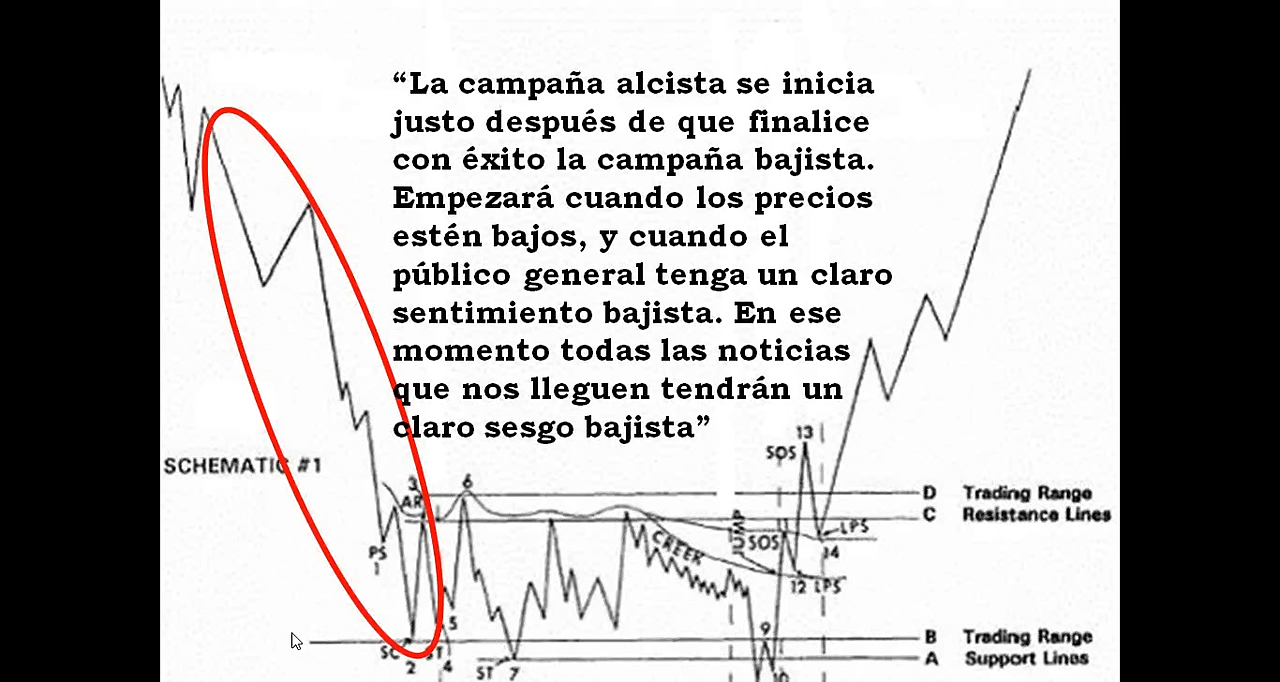 “La campaña alcista se inicia
justo después de que finalice
con éxito la campaña bajista.
Empezará cuando los precios
estén bajos, y cuando el
público general tenga un claro
sentimiento bajista. En ese
momento todas las noticias
que nos lleguen tendrán un
claro sesgo bajista”
13
SOS
SCHEMATIC #1
3
AR
6
D Trading Range
C Resistance Lines
JUMP
11
LPS
CREEK
SOS
14
PS
1
12 LPS
5
9
B Trading Range
A Support Lines
SC
ST
2
4
ST 7
10